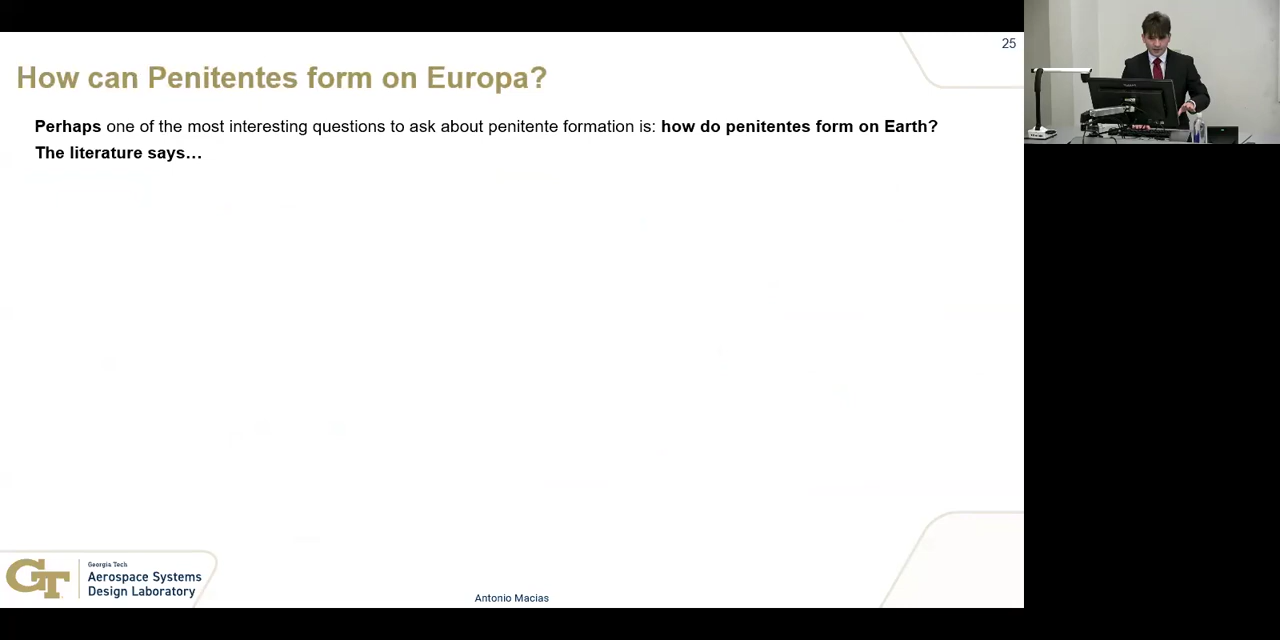 25
How can Penitentes form on Europa?
Perhaps one of the most interesting questions to ask about penitente formation is: how do penitentes form on Earth?
The literature says…
GT
Georgia Tech
Aerospace Systems
Design Laboratory
Antonio Macias